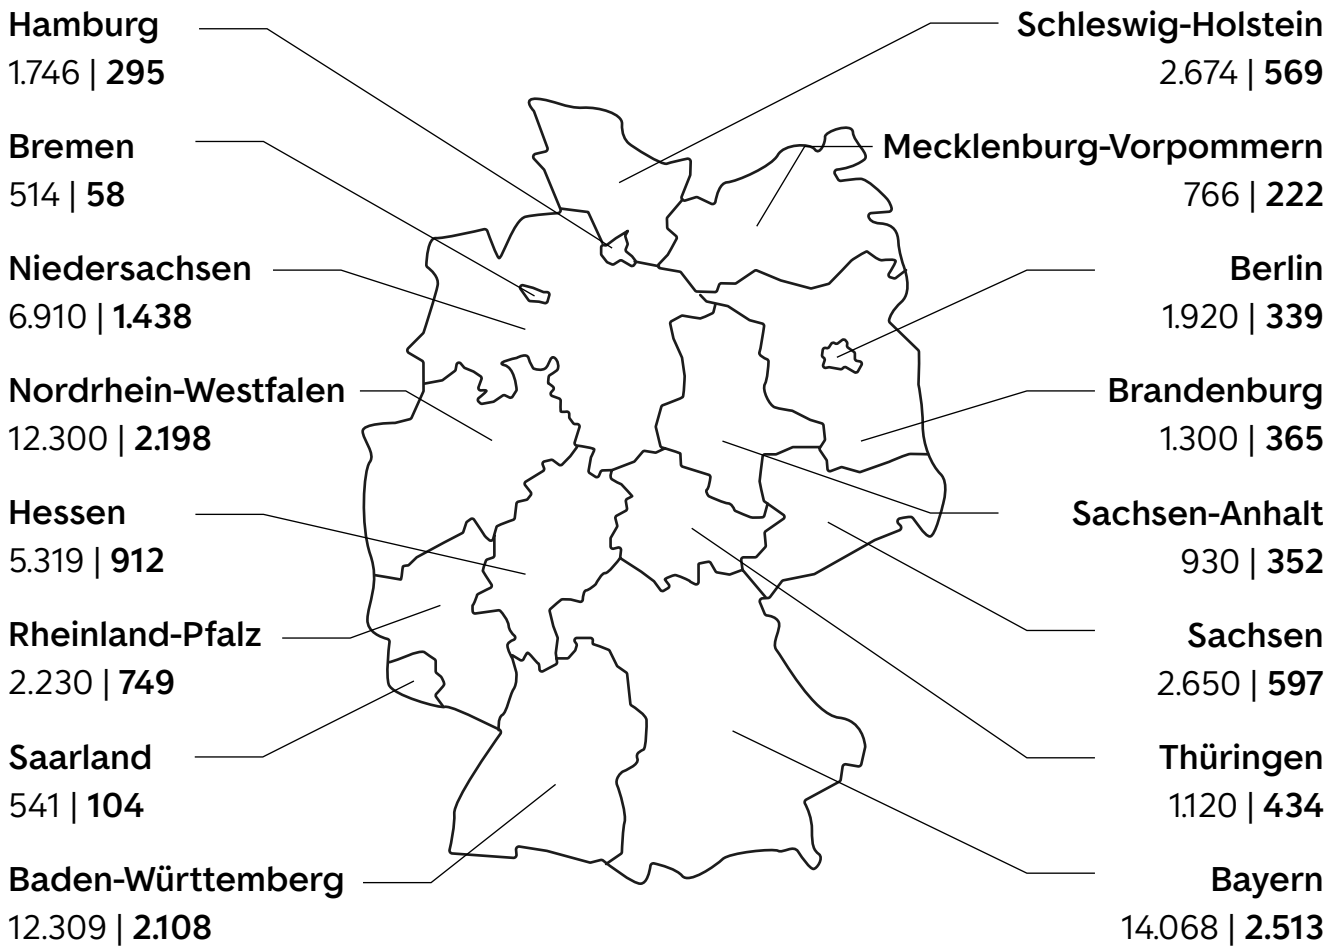 Hamburg
1.746 | 295
Bremen
514 | 58
Niedersachsen
6.910 | 1.438
Nordrhein-Westfalen
12.300 | 2.198
Hessen
5.319 | 912
Rheinland-Pfalz
2.230 | 749
Saarland
541 | 104
Baden-Württemberg
12.309 | 2.108
Schleswig-Holstein
2.674 | 569
Mecklenburg-Vorpommern
766 | 222
Berlin
1.920 | 339
Brandenburg
1.300 | 365
Sachsen-Anhalt
930 | 352
Sachsen
2.650 | 597
Thüringen
1.120 | 434
Bayern
14.068 | 2.513